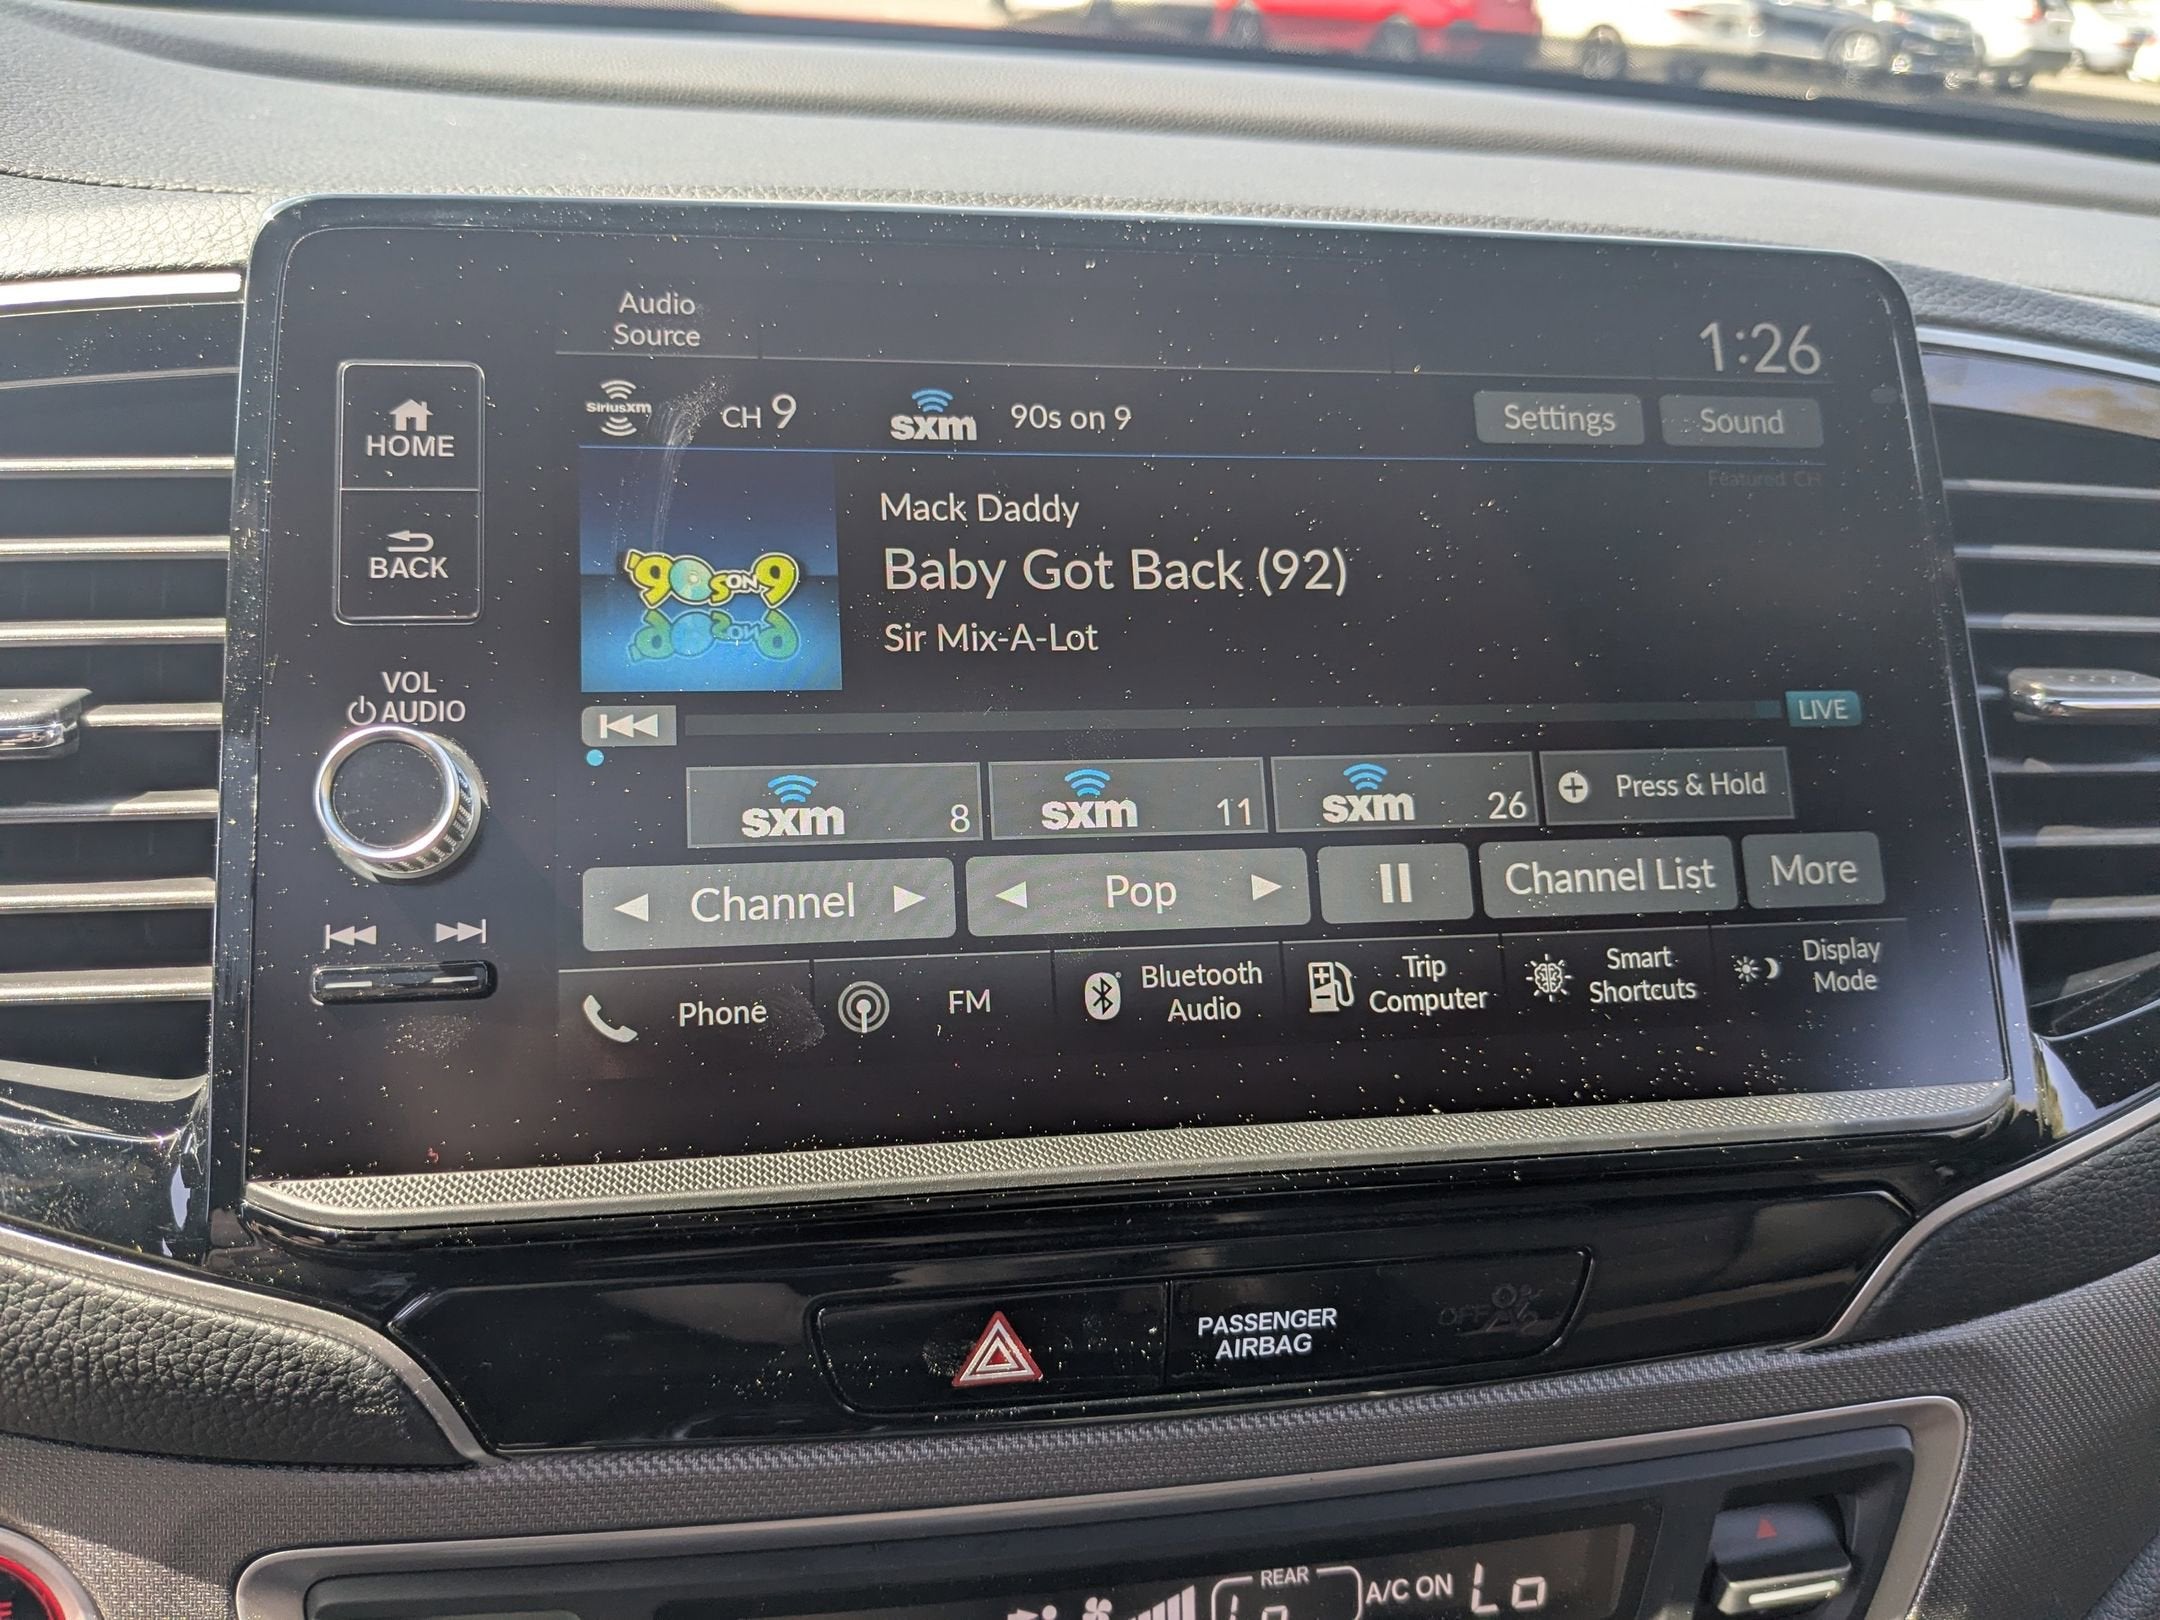 Audio
Source
1:26
SiriusXM
CH 9
sxm
90s on 9
Settings
Sound
Featured CH
'90s ON 9
Mack Daddy
Baby Got Back (92)
Sir Mix-A-Lot
HOME
BACK
VOL
AUDIO
LIVE
sxm 8
sxm 11
sxm 26
Press & Hold
Channel
Pop
Channel List
More
Phone
FM
Bluetooth
Audio
Trip
Computer
Smart
Shortcuts
Display
Mode
PASSENGER
AIRBAG
OFF
REAR
Lo
A/C ON
Lo